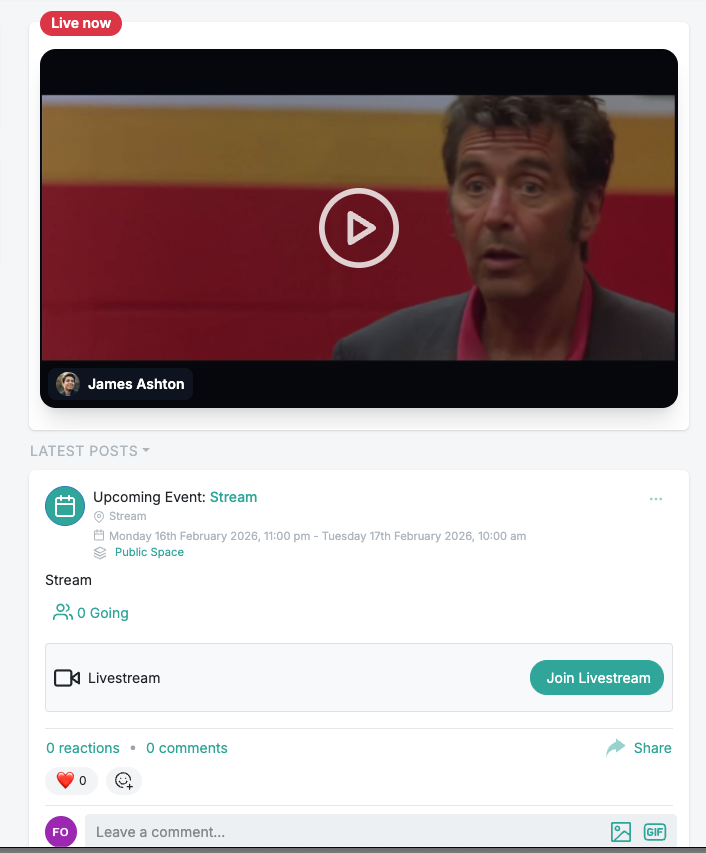 Live now
James Ashton
LATEST POSTS
Upcoming Event: Stream
Stream
Monday 16th February 2026, 11:00 pm - Tuesday 17th February 2026, 10:00 am
Public Space
Stream
0 Going
Livestream
Join Livestream
0 reactions • 0 comments
Share
0
FO
Leave a comment...
GIF